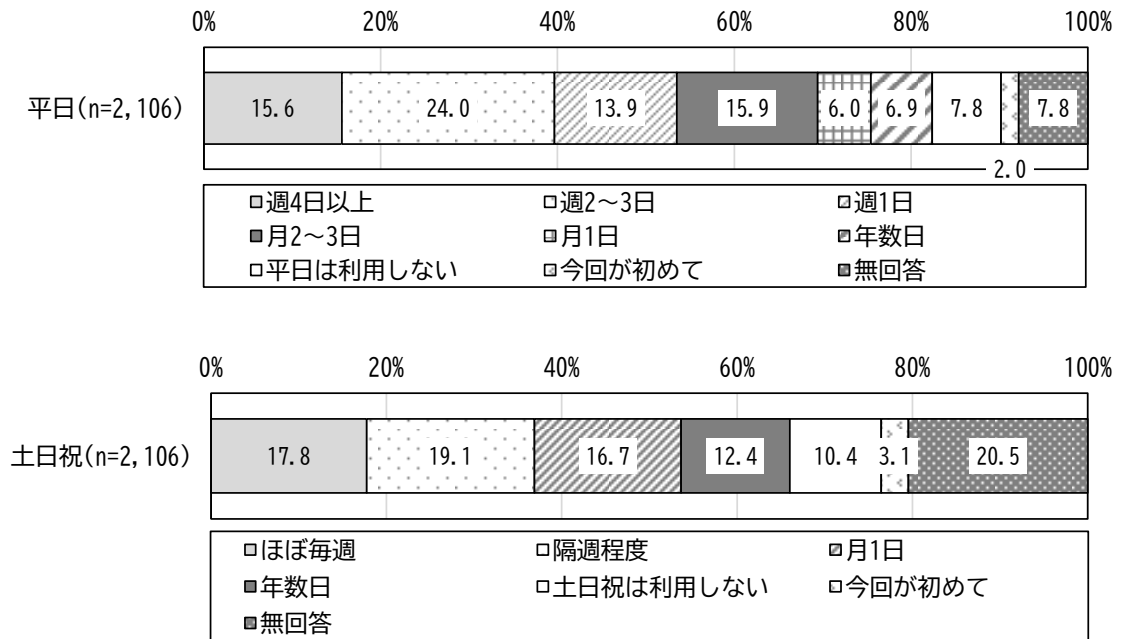 0% 20% 40% 60% 80% 100%
平日(n=2,106) 15.6 24.0 13.9 15.9 6.0 6.9 7.8 7.8
2.0
週4日以上 週2～3日 週1日
月2～3日 月1日 年数日
平日は利用しない 今回が初めて 無回答
0% 20% 40% 60% 80% 100%
土日祝(n=2,106) 17.8 19.1 16.7 12.4 10.4 3.1 20.5
ほぼ毎週 隔週程度 月1日
年数日 土日祝は利用しない 今回が初めて
無回答